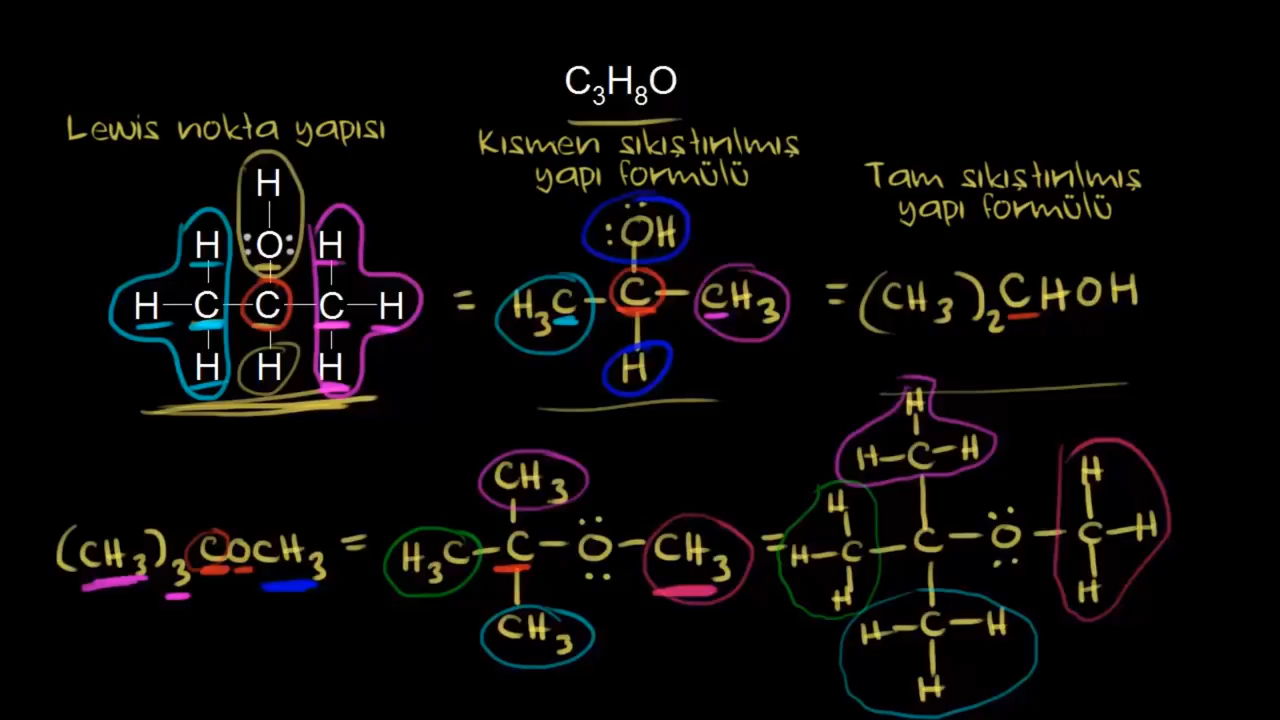 C₃H₈O
Lewis nokta yapısı
H
H :O: H
H–C–C–C–H
H H H
Kısmen sıkıştırılmış
yapı formülü
:ÖH
= H₃C–C–CH₃
H
Tam sıkıştırılmış
yapı formülü
= (CH₃)₂CHOH
(CH₃)₃COCH₃ =
CH₃
H₃C–C–O–CH₃ =
CH₃
H
H–C–H
H H
H–C–C–O–C–H
H H
H–C–H
H